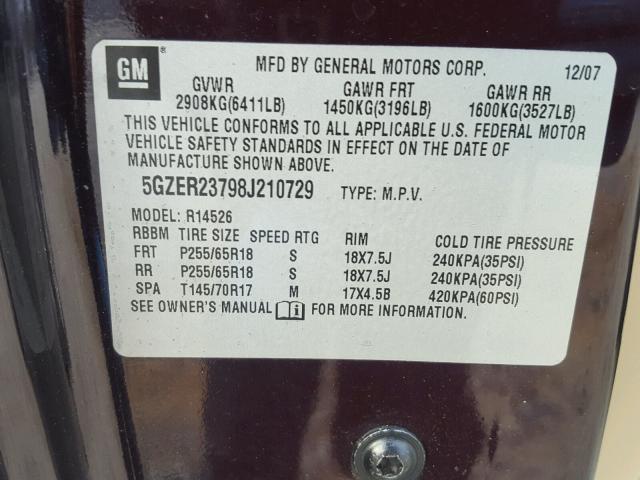 GM ® MFD BY GENERAL MOTORS CORP. 12/07
GVWR GAWR FRT GAWR RR
2908KG(6411LB) 1450KG(3196LB) 1600KG(3527LB)
THIS VEHICLE CONFORMS TO ALL APPLICABLE U.S. FEDERAL MOTOR
VEHICLE SAFETY STANDARDS IN EFFECT ON THE DATE OF
MANUFACTURE SHOWN ABOVE.
5GZER23798J210729 TYPE: M.P.V.
MODEL: R14526
RBBM TIRE SIZE SPEED RTG RIM COLD TIRE PRESSURE
FRT P255/65R18 S 18X7.5J 240KPA(35PSI)
RR P255/65R18 S 18X7.5J 240KPA(35PSI)
SPA T145/70R17 M 17X4.5B 420KPA(60PSI)
SEE OWNER'S MANUAL i FOR MORE INFORMATION.